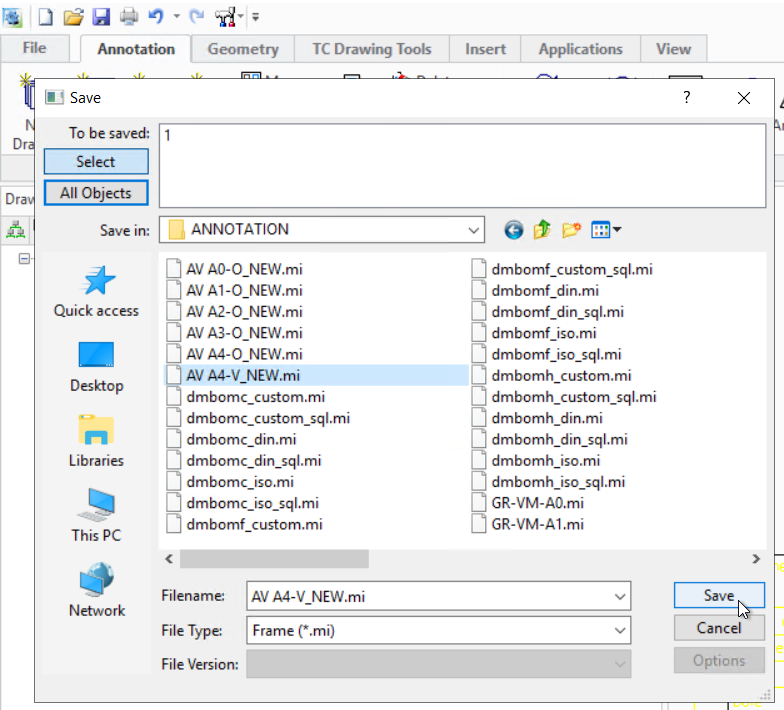 File
Annotation
Geometry
TC Drawing Tools
Insert
Applications
View
Save
?
To be saved:
1
Select
All Objects
Draw
Save in:
ANNOTATION
Quick access
Desktop
Libraries
This PC
Network
AV A0-O_NEW.mi
AV A1-O_NEW.mi
AV A2-O_NEW.mi
AV A3-O_NEW.mi
AV A4-O_NEW.mi
AV A4-V_NEW.mi
dmbomc_custom.mi
dmbomc_custom_sql.mi
dmbomc_din.mi
dmbomc_din_sql.mi
dmbomc_iso.mi
dmbomc_iso_sql.mi
dmbomf_custom.mi
dmbomf_custom_sql.mi
dmbomf_din.mi
dmbomf_din_sql.mi
dmbomf_iso.mi
dmbomf_iso_sql.mi
dmbomh_custom.mi
dmbomh_custom_sql.mi
dmbomh_din.mi
dmbomh_din_sql.mi
dmbomh_iso.mi
dmbomh_iso_sql.mi
GR-VM-A0.mi
GR-VM-A1.mi
Filename:
AV A4-V_NEW.mi
Save
File Type:
Frame (*.mi)
Cancel
File Version:
Options